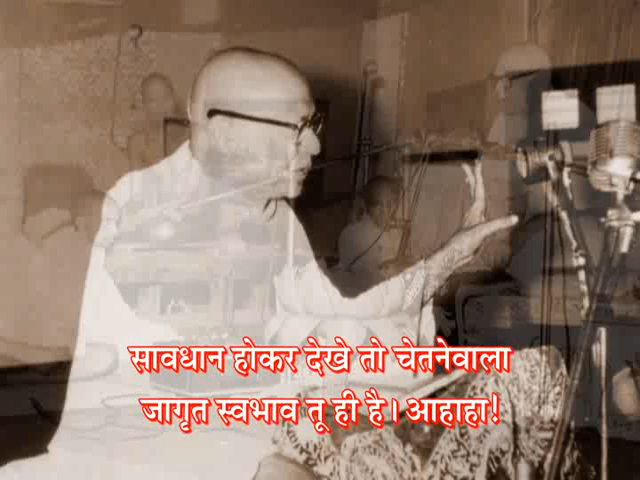 सावधान होकर देखे तो चेतनेवाला
जागृत स्वभाव तू ही है। आहाहा!